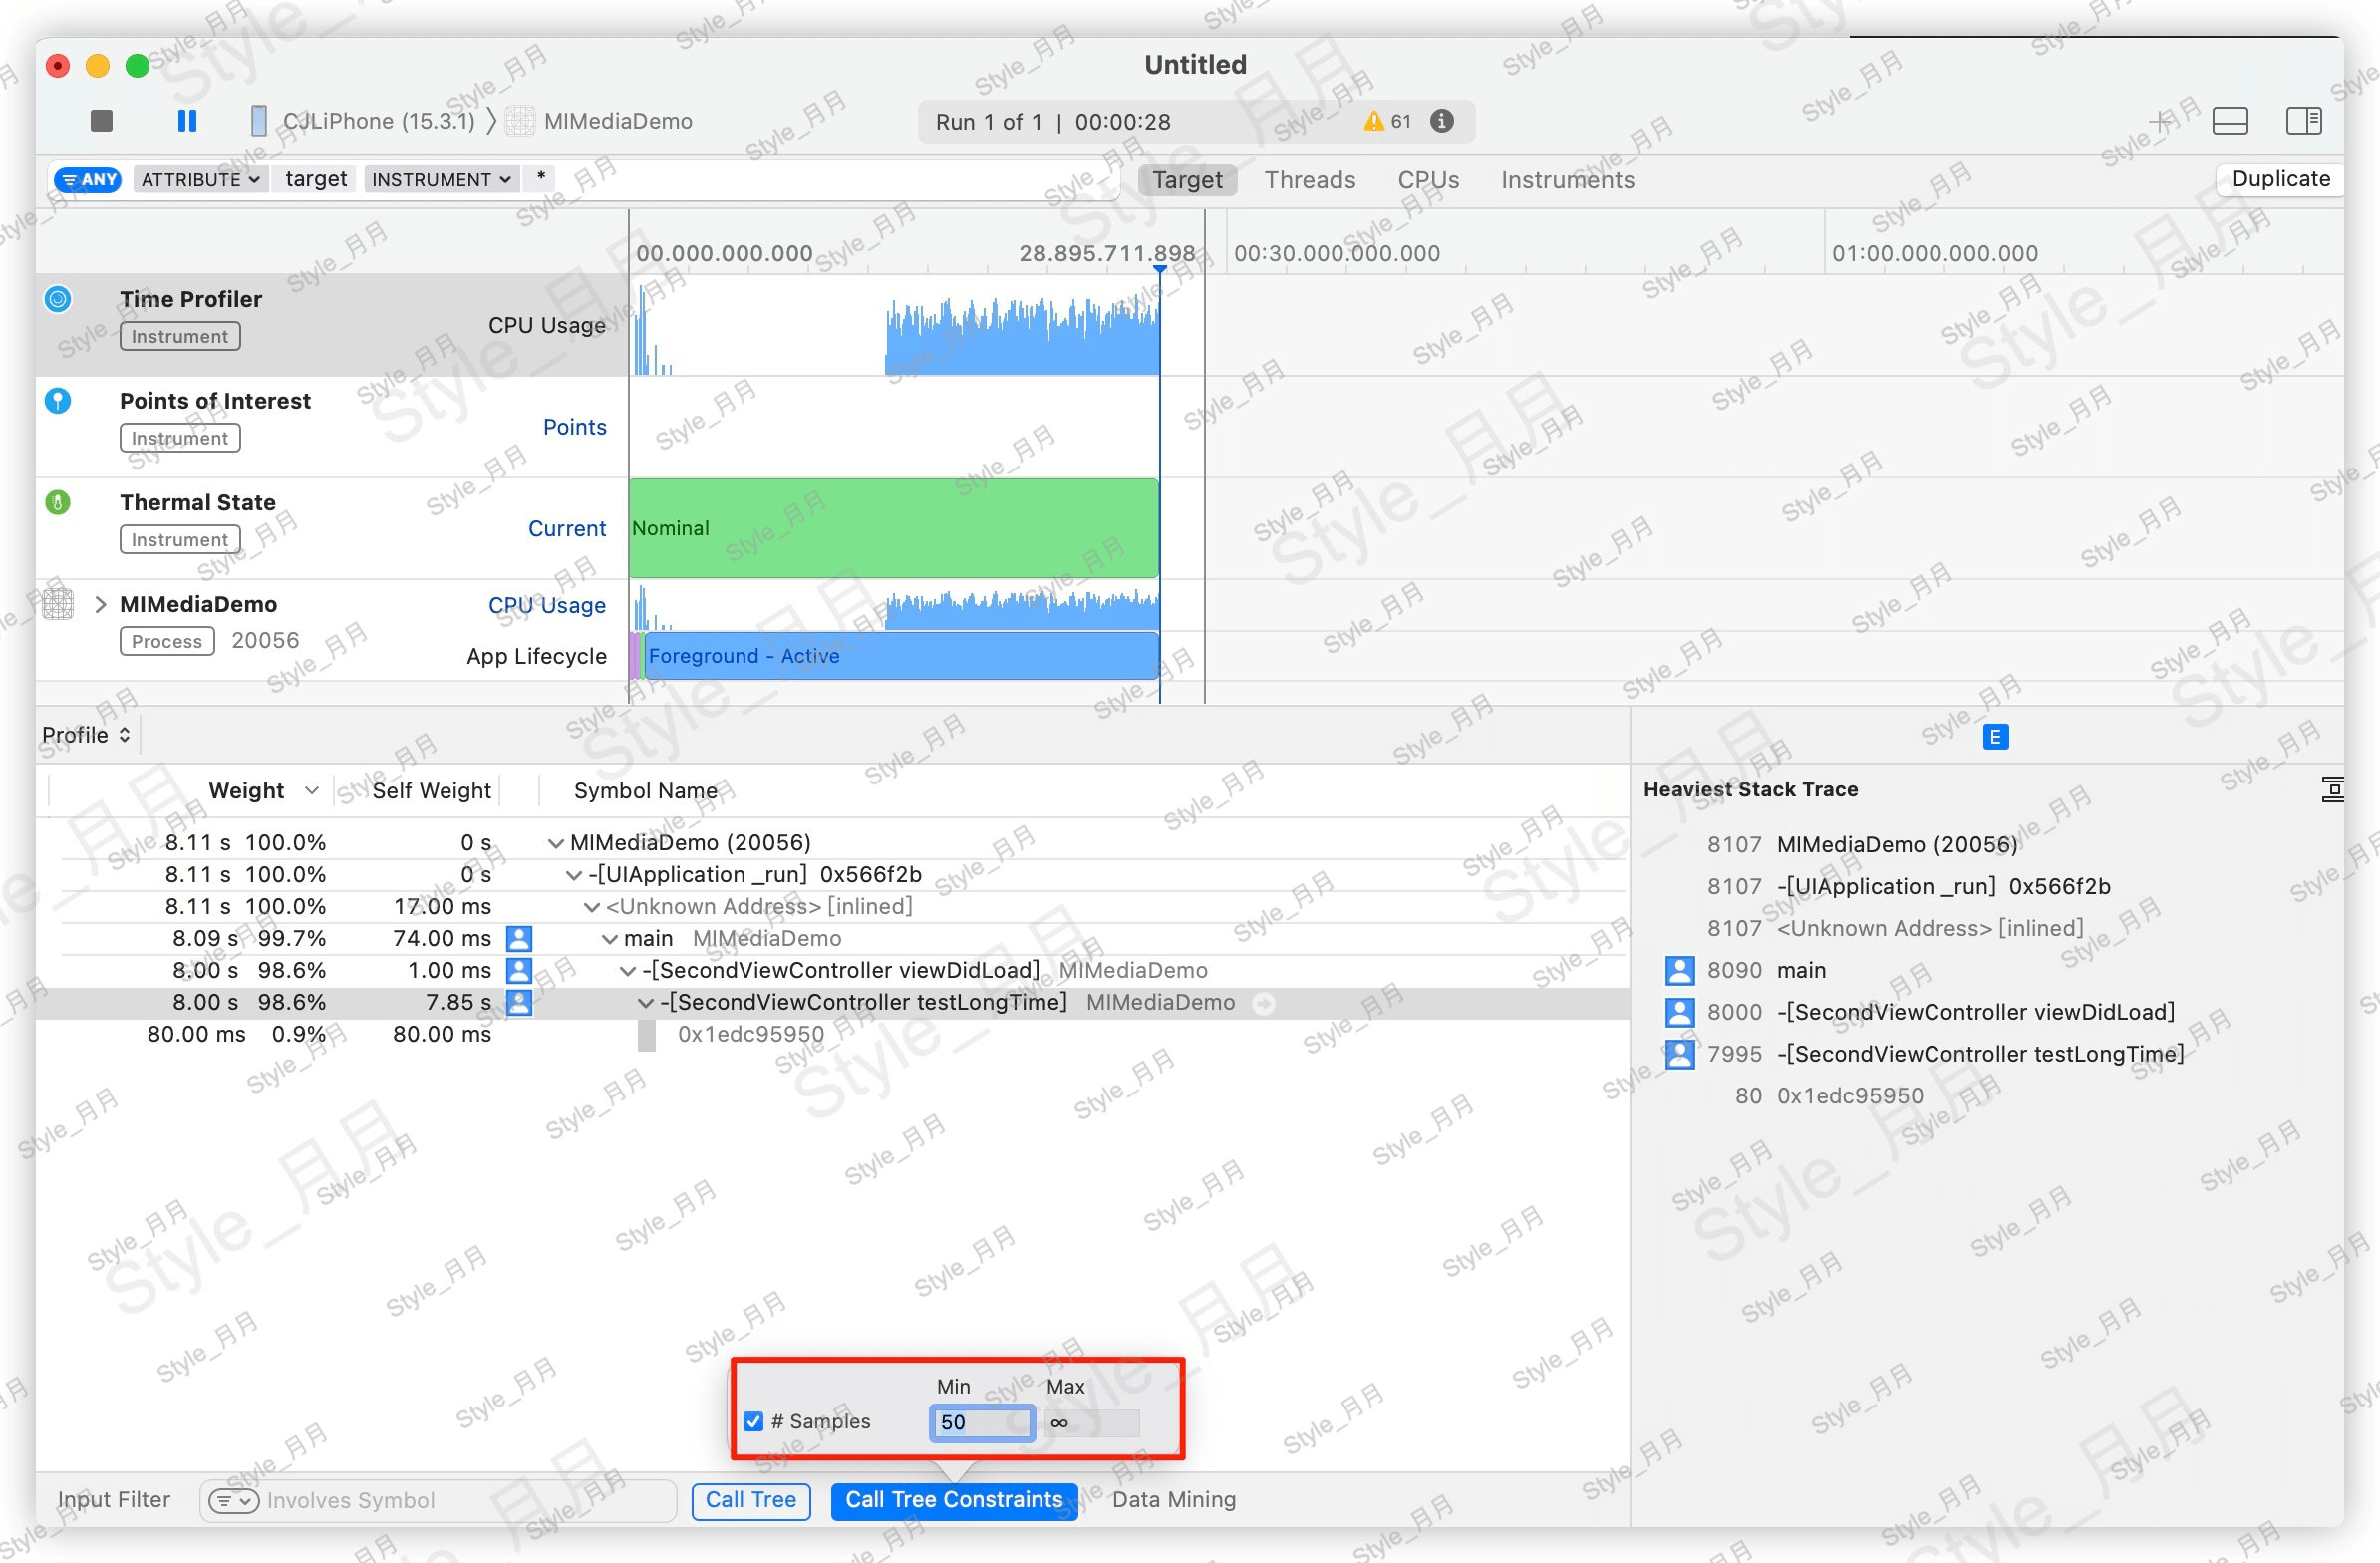 Untitled
CJLiPhone (15.3.1) 〉 MIMediaDemo
Run 1 of 1 | 00:00:28
61
ANY ATTRIBUTE target INSTRUMENT *
Target Threads CPUs Instruments
Duplicate
00.000.000.000 28.895.711.898 00:30.000.000.000 01:00.000.000.000
Time Profiler
Instrument
CPU Usage
Points of Interest
Instrument
Points
Thermal State
Instrument
Current
Nominal
MIMediaDemo
Process 20056
CPU Usage
App Lifecycle
Foreground - Active
Profile
E
Weight Self Weight Symbol Name
8.11 s 100.0% 0 s MIMediaDemo (20056)
8.11 s 100.0% 0 s -[UIApplication _run] 0x566f2b
8.11 s 100.0% 17.00 ms <Unknown Address> [inlined]
8.09 s 99.7% 74.00 ms main MIMediaDemo
8.00 s 98.6% 1.00 ms -[SecondViewController viewDidLoad] MIMediaDemo
8.00 s 98.6% 7.85 s -[SecondViewController testLongTime] MIMediaDemo
80.00 ms 0.9% 80.00 ms 0x1edc95950
Heaviest Stack Trace
8107 MIMediaDemo (20056)
8107 -[UIApplication _run] 0x566f2b
8107 <Unknown Address> [inlined]
8090 main
8000 -[SecondViewController viewDidLoad]
7995 -[SecondViewController testLongTime]
80 0x1edc95950
Min Max
# Samples 50 ∞
Input Filter Involves Symbol Call Tree Call Tree Constraints Data Mining
Style_月月